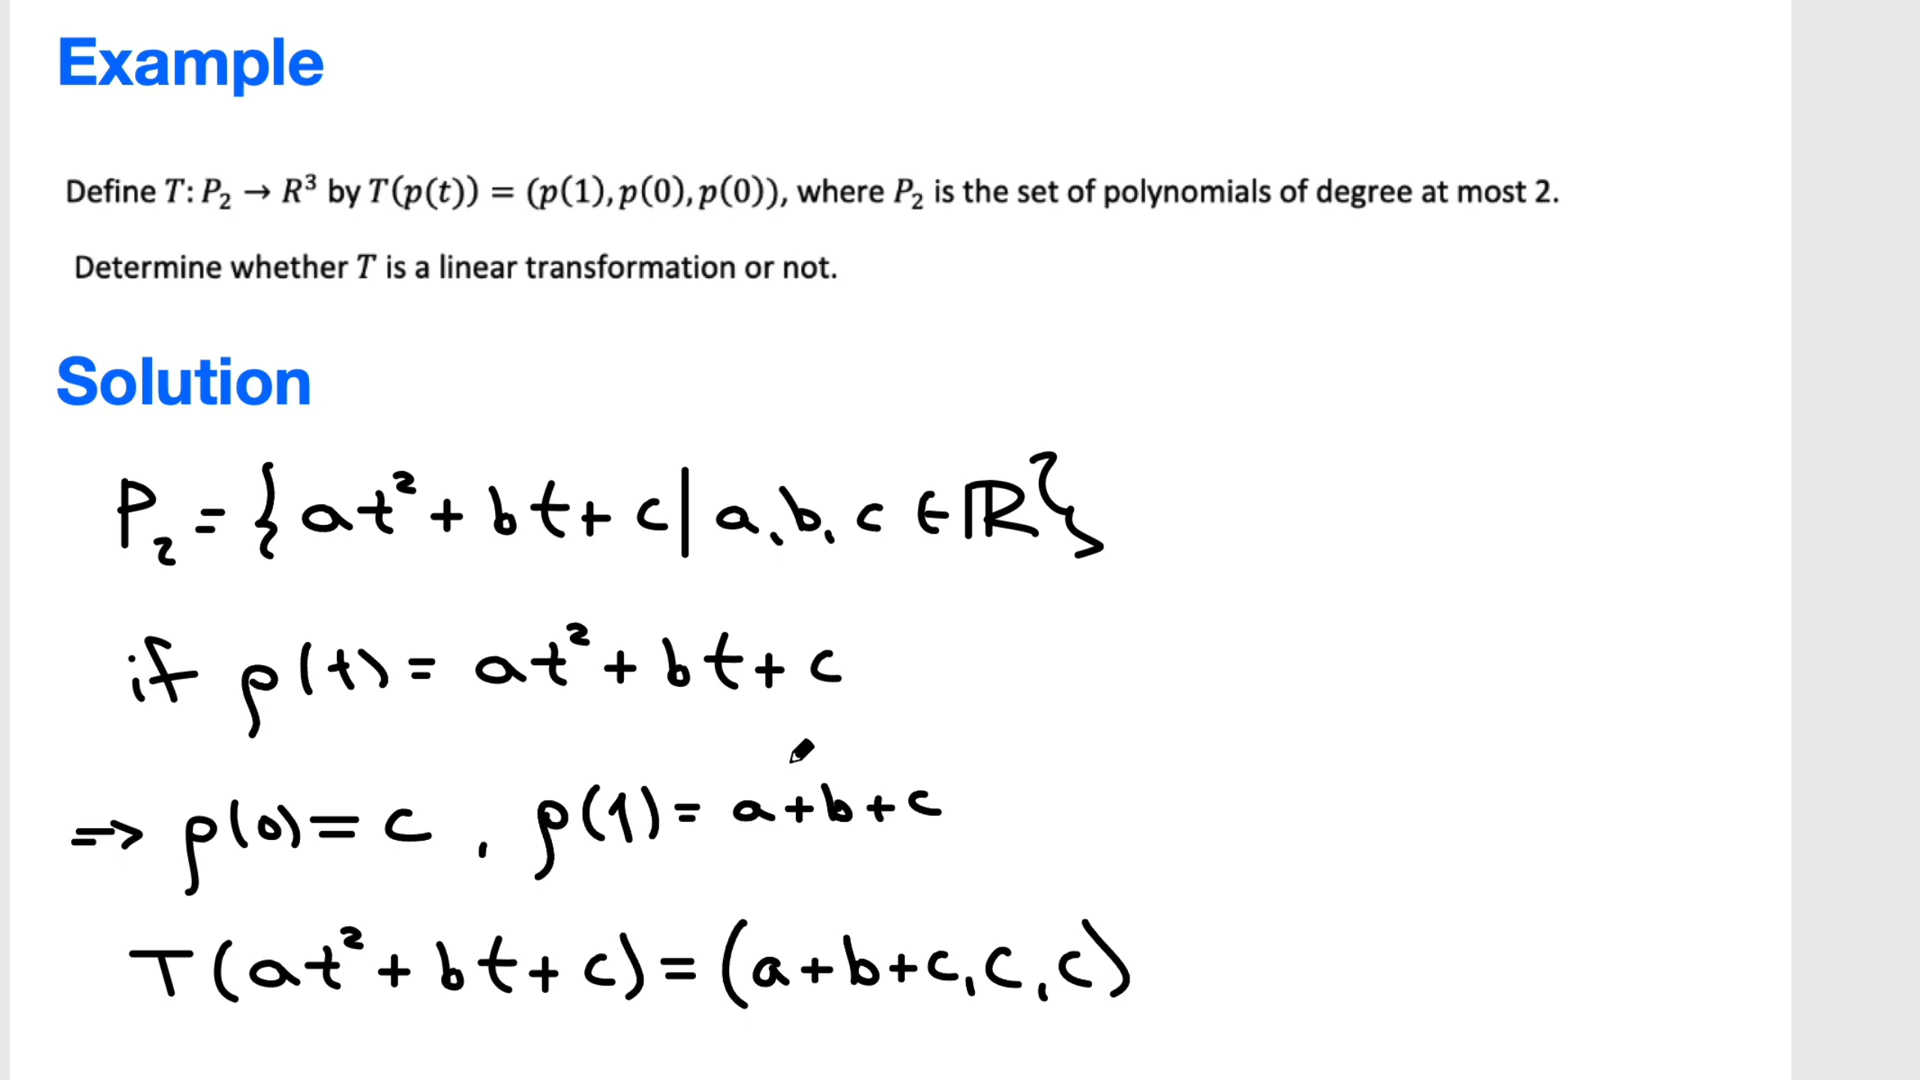 Example
Define T: P₂ → R³ by T(p(t)) = (p(1), p(0), p(0)), where P₂ is the set of polynomials of degree at most 2.
Determine whether T is a linear transformation or not.
Solution
P₂ = { at² + bt + c | a, b, c ∈ ℝ }
if p(t) = at² + bt + c
=> p(0) = c , p(1) = a+b+c
T(at² + bt + c) = (a+b+c, c, c)